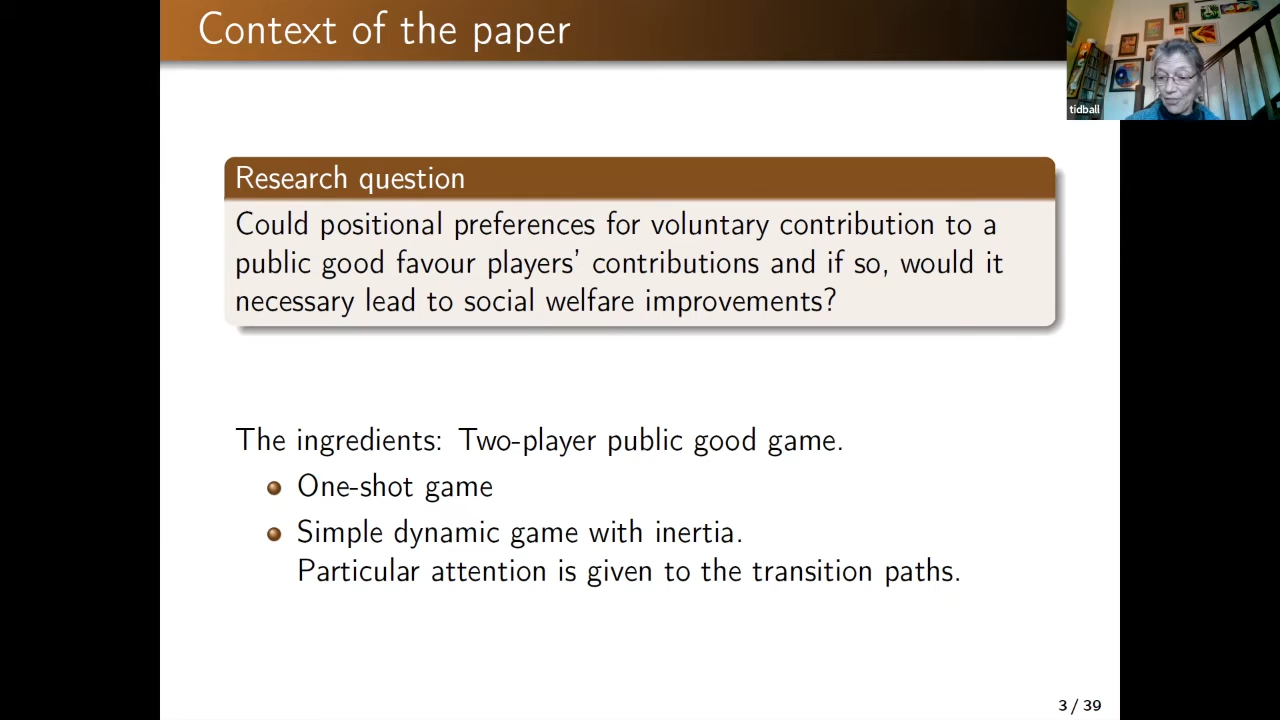 Context of the paper
tidball
Research question
Could positional preferences for voluntary contribution to a
public good favour players' contributions and if so, would it
necessary lead to social welfare improvements?
The ingredients: Two-player public good game.
One-shot game
Simple dynamic game with inertia.
Particular attention is given to the transition paths.
3 / 39